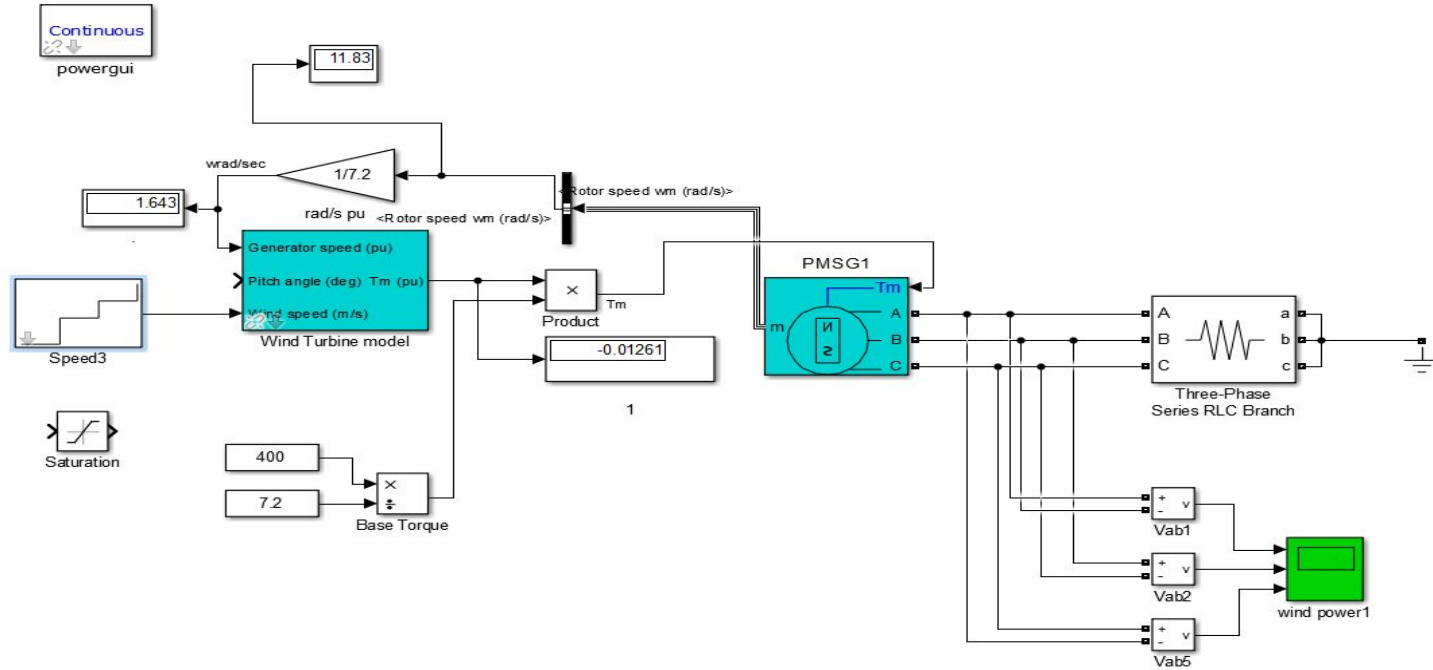 Continuous
powergui
11.83
wrad/sec
1/7.2
<Rotor speed wm (rad/s)>
1.643
rad/s pu
<Rotor speed wm (rad/s)>
Generator speed (pu)
Pitch angle (deg) Tm (pu)
Wind speed (m/s)
Wind Turbine model
Speed3
×
Product
Tm
-0.01261
1
PMSG1
Tm
m
N
S
A
B
C
A
B
C
a
b
c
Three-Phase
Series RLC Branch
Saturation
400
7.2
×
÷
Base Torque
+
-
v
Vab1
+
-
v
Vab2
+
-
v
Vab5
wind power1